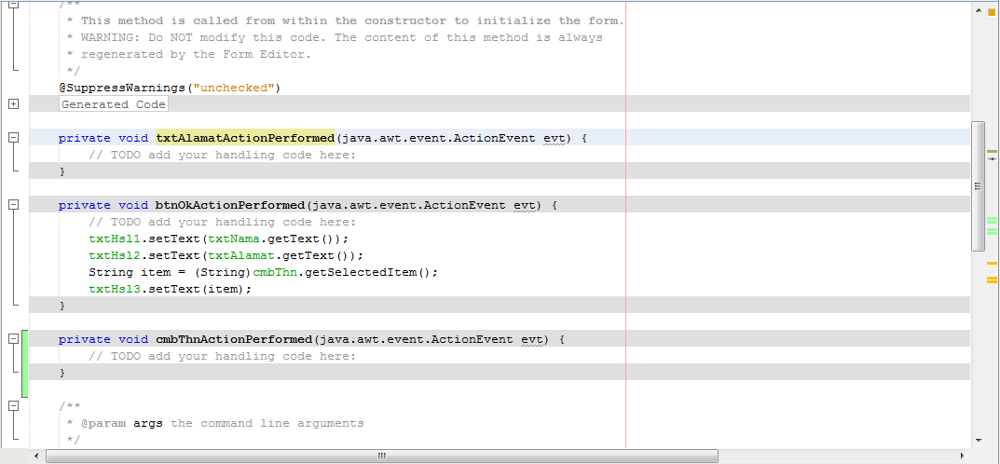 /**
* This method is called from within the constructor to initialize the form.
* WARNING: Do NOT modify this code. The content of this method is always
* regenerated by the Form Editor.
*/
@SuppressWarnings("unchecked")
Generated Code
private void txtAlamatActionPerformed(java.awt.event.ActionEvent evt) {
// TODO add your handling code here:
}
private void btnOkActionPerformed(java.awt.event.ActionEvent evt) {
// TODO add your handling code here:
txtHsl1.setText(txtNama.getText());
txtHsl2.setText(txtAlamat.getText());
String item = (String)cmbThn.getSelectedItem();
txtHsl3.setText(item);
}
private void cmbThnActionPerformed(java.awt.event.ActionEvent evt) {
// TODO add your handling code here:
}
/**
* @param args the command line arguments
*/